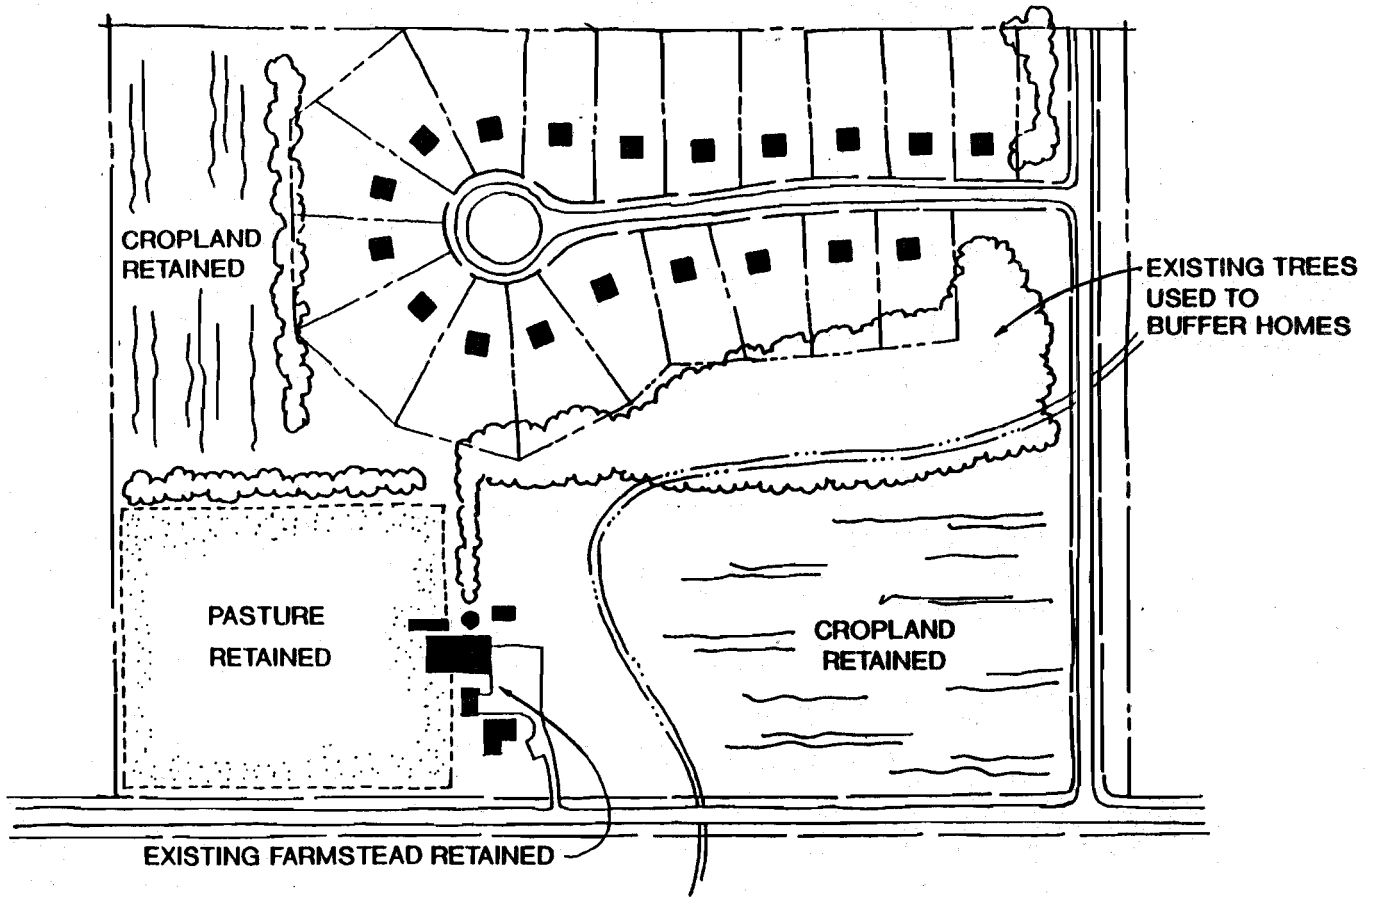 CROPLAND
RETAINED
EXISTING TREES
USED TO
BUFFER HOMES
PASTURE
RETAINED
CROPLAND
RETAINED
EXISTING FARMSTEAD RETAINED